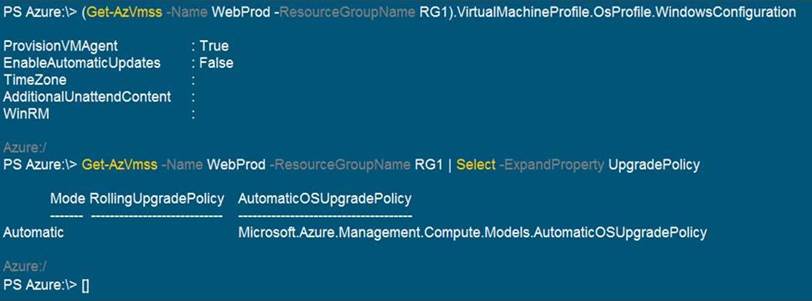 PS Azure:\> (Get-AzVmss -Name WebProd -ResourceGroupName RG1).VirtualMachineProfile.OsProfile.WindowsConfiguration
ProvisionVMAgent : True
EnableAutomaticUpdates : False
TimeZone :
AdditionalUnattendContent :
WinRM :
Azure:/
PS Azure:\> Get-AzVmss -Name WebProd -ResourceGroupName RG1 | Select -ExpandProperty UpgradePolicy
Mode RollingUpgradePolicy AutomaticOSUpgradePolicy
------- ---------------------------- ------------------------------------
Automatic Microsoft.Azure.Management.Compute.Models.AutomaticOSUpgradePolicy
Azure:/
PS Azure:\> []